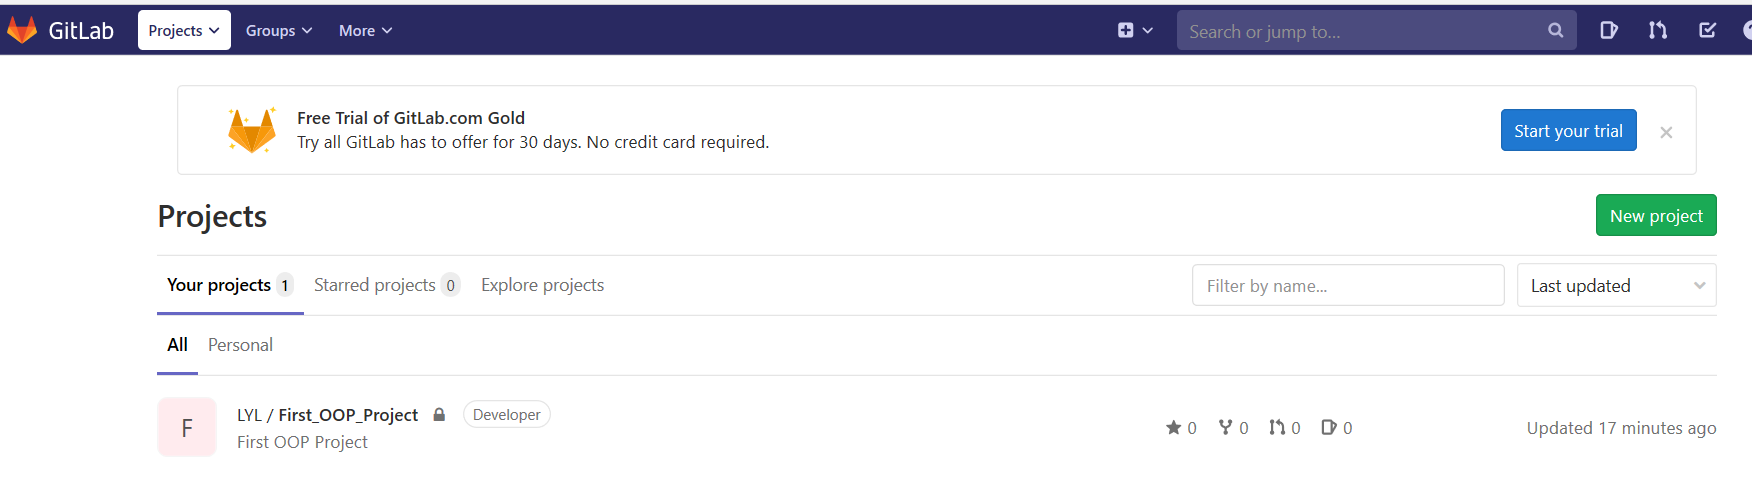 GitLab Projects Groups More Search or jump to...
Free Trial of GitLab.com Gold
Try all GitLab has to offer for 30 days. No credit card required.
Start your trial
Projects
New project
Your projects 1 Starred projects 0 Explore projects Filter by name... Last updated
All Personal
F
LYL / First_OOP_Project Developer
First OOP Project
0 0 0 0 Updated 17 minutes ago